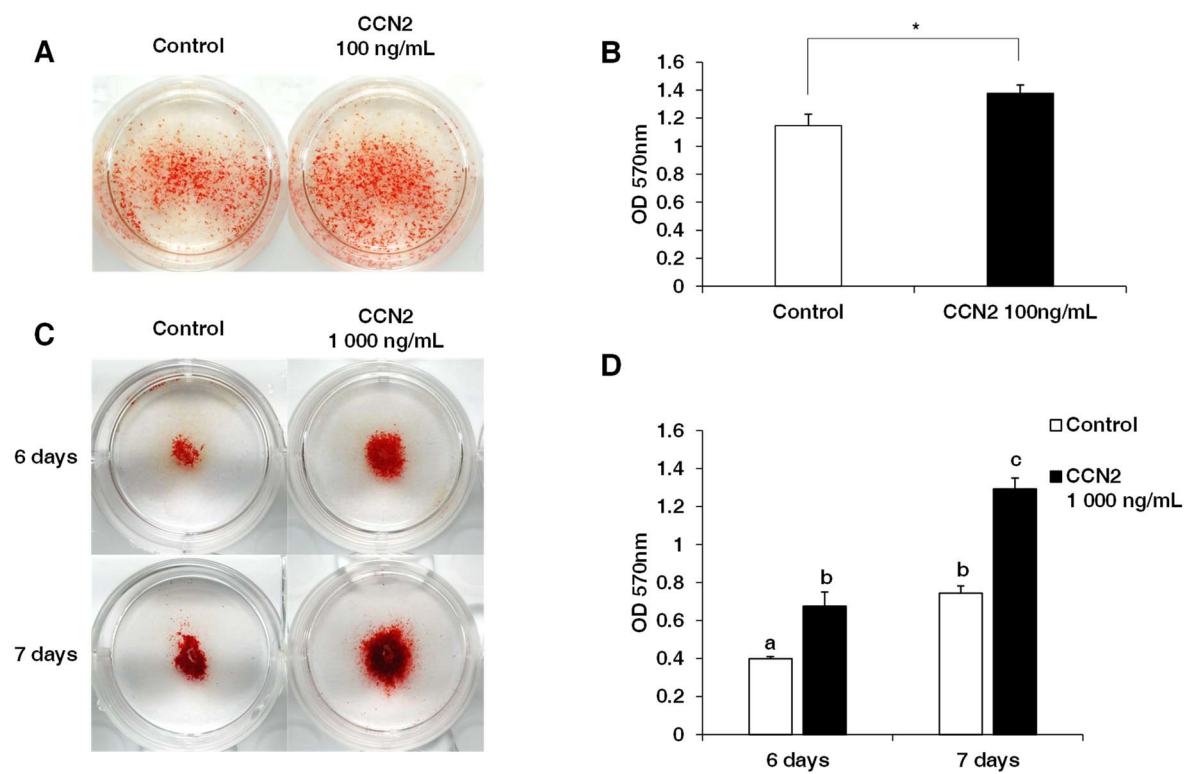 A
Control
CCN2
100 ng/mL
B
*
1.6
1.4
1.2
1
0.8
0.6
0.4
0.2
0
OD 570nm
Control
CCN2 100ng/mL
C
Control
CCN2
1 000 ng/mL
6 days
7 days
D
Control
CCN2
1 000 ng/mL
1.6
1.4
1.2
1
0.8
0.6
0.4
0.2
0
OD 570nm
a
b
b
c
6 days
7 days